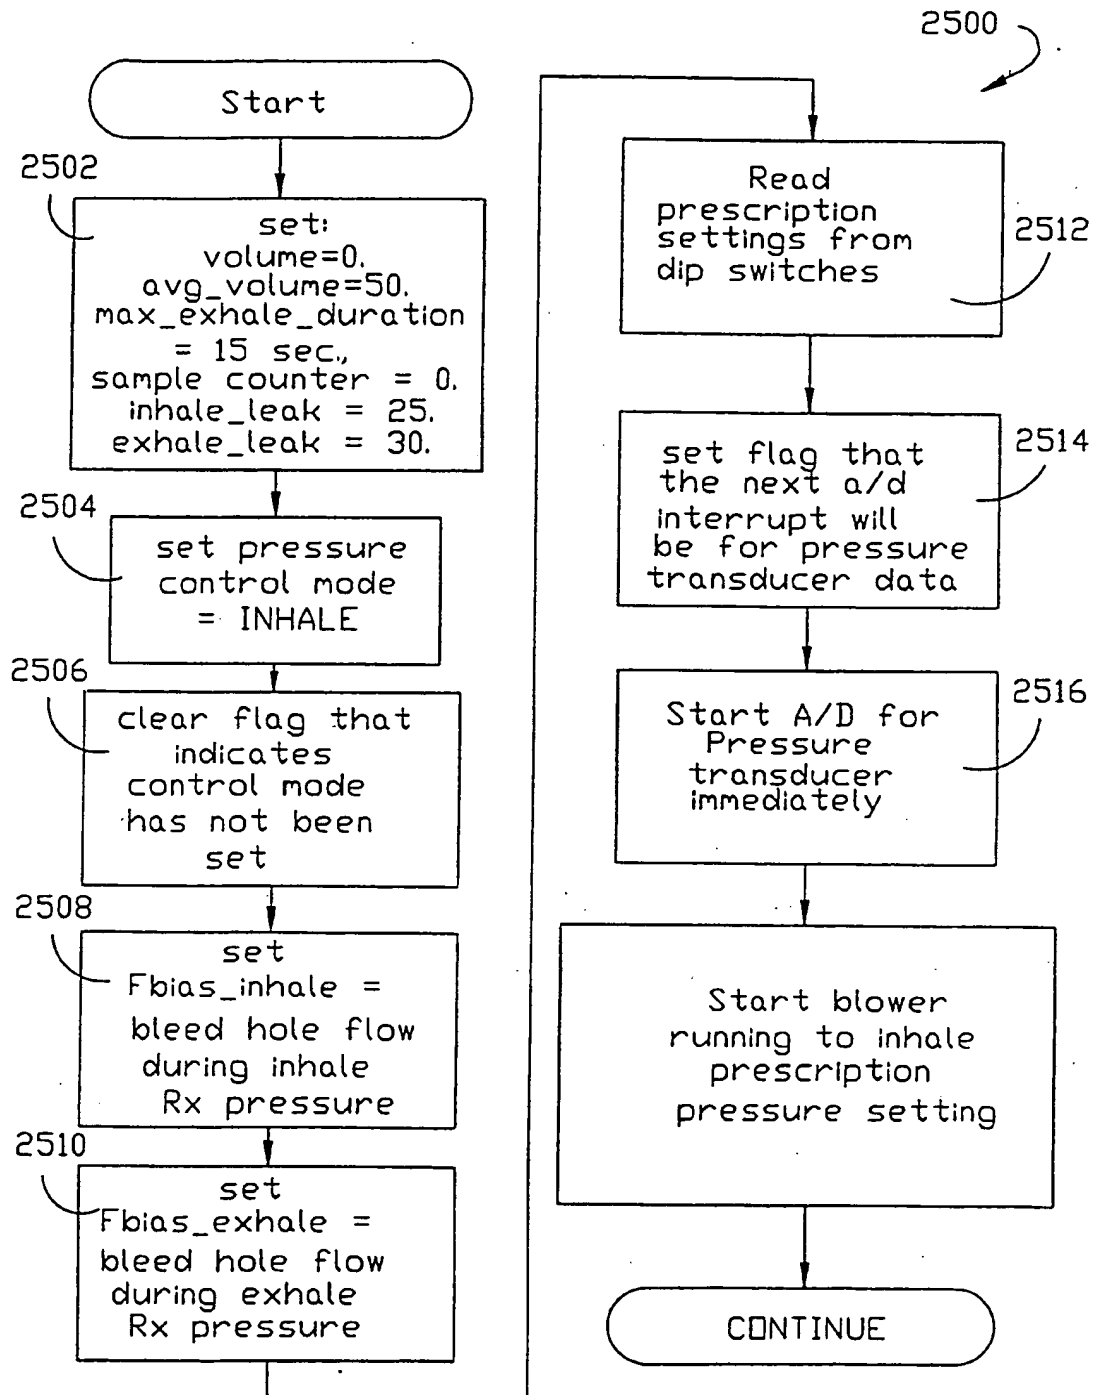 2500
Start
2502
set:
volume=0.
avg_volume=50.
max_exhale_duration
= 15 sec.,
sample counter = 0.
inhale_leak = 25.
exhale_leak = 30.
2504
set pressure
control mode
= INHALE
2506
clear flag that
indicates
control mode
has not been
set
2508
set
Fbias_inhale =
bleed hole flow
during inhale
Rx pressure
2510
set
Fbias_exhale =
bleed hole flow
during exhale
Rx pressure
Read
prescription
settings from
dip switches
2512
set flag that
the next a/d
interrupt will
be for pressure
transducer data
2514
Start A/D for
Pressure
transducer
immediately
2516
Start blower
running to inhale
prescription
pressure setting
CONTINUE